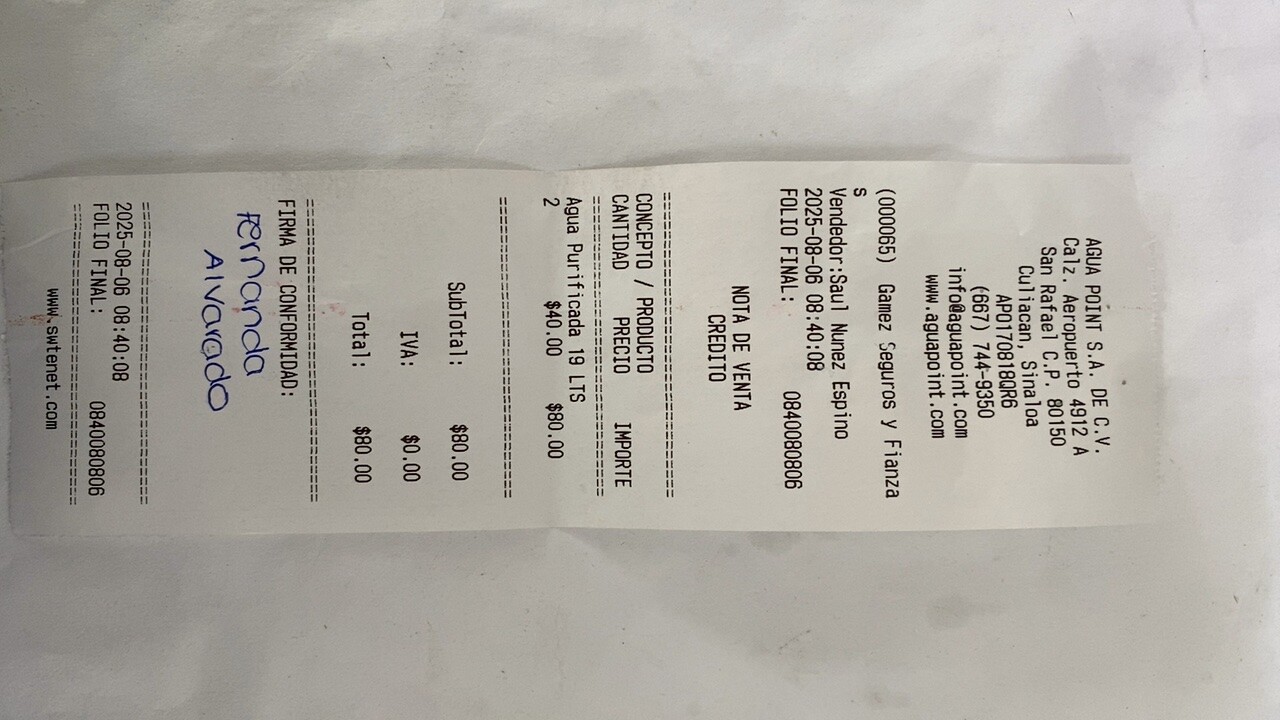 AGUA POINT S.A. DE C.V.
Calz. Aeropuerto 4912 A
San Rafael C.P. 80150
Culiacan, Sinaloa
APO170818QR6
(667) 744-9350
info@aguapoint.com
www.aguapoint.com
(000065) Gamez Seguros y Fianza
s
Vendedor:Saul Nunez Espino
2025-08-06 08:40:08
FOLIO FINAL: 0840080806
NOTA DE VENTA
CREDITO
===============================
CONCEPTO / PRODUCTO
CANTIDAD PRECIO IMPORTE
===============================
Agua Purificada 19 LTS
2 $40.00 $80.00
===============================
SubTotal: $80.00
IVA: $0.00
Total: $80.00
===============================
FIRMA DE CONFORMIDAD:
Fernanda
Alvarado
===============================
2025-08-06 08:40:08
FOLIO FINAL: 0840080806
===============================
www.swtenet.com